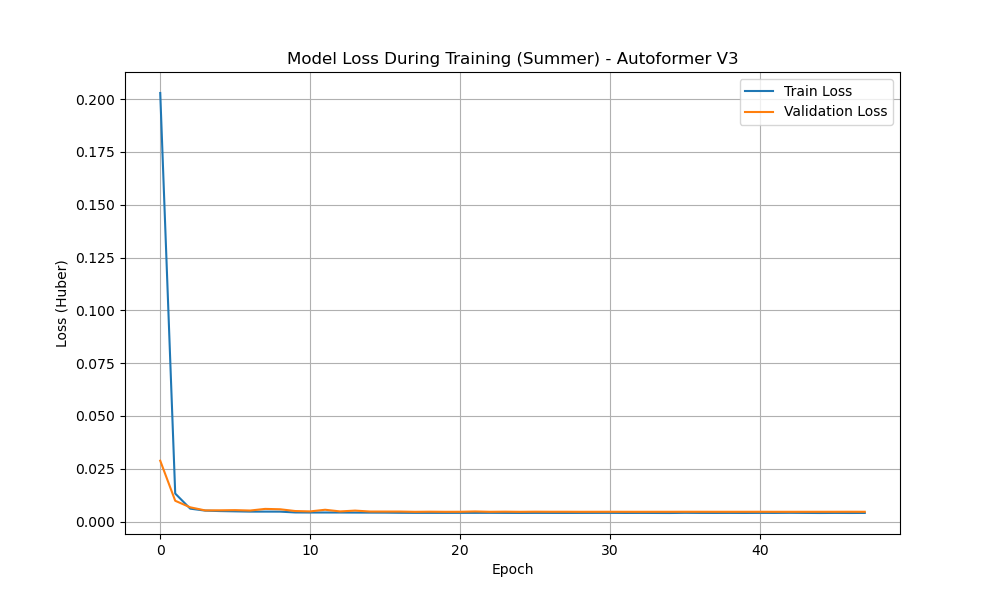 Model Loss During Training (Summer) - Autoformer V3
Train Loss
Validation Loss
0.200
0.175
0.150
0.125
0.100
0.075
0.050
0.025
0.000
Loss (Huber)
0 10 20 30 40
Epoch